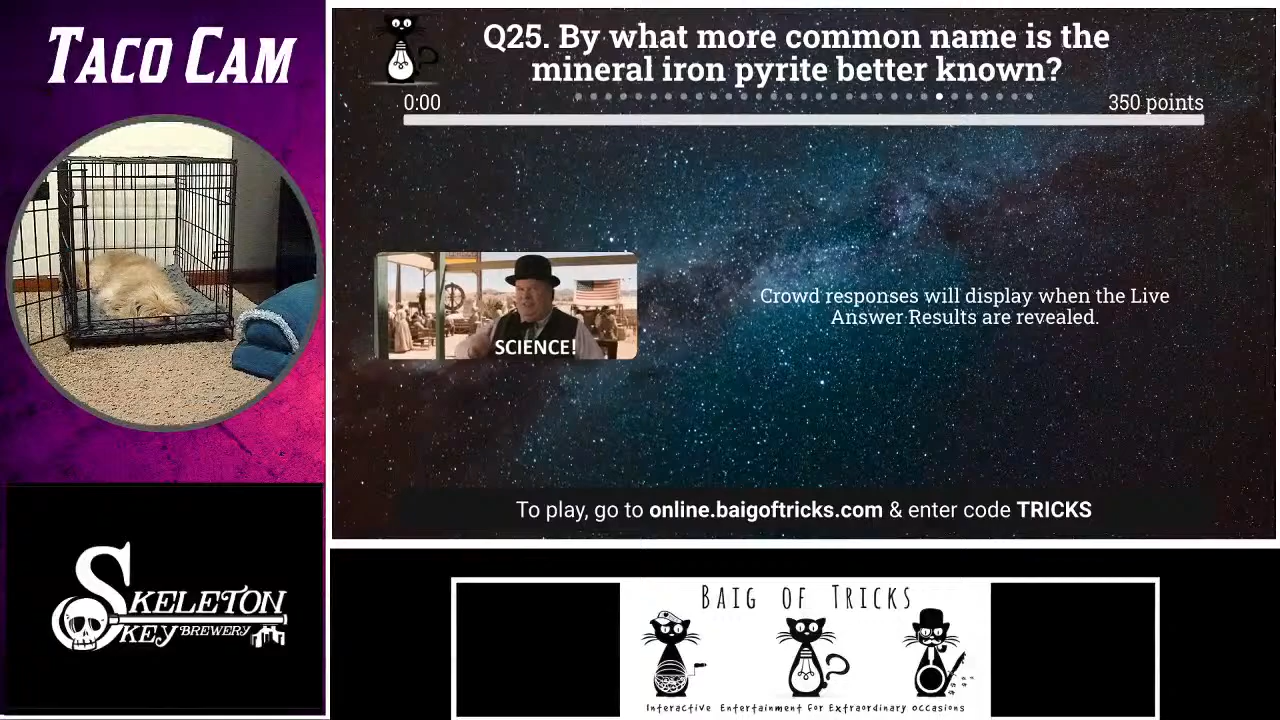 TACO CAM
Q25. By what more common name is the
mineral iron pyrite better known?
0:00
350 points
SCIENCE!
Crowd responses will display when the Live
Answer Results are revealed.
To play, go to online.baigoftricks.com & enter code TRICKS
SKELETON
KEY BREWERY
BAIG OF TRICKS
Interactive Entertainment for Extraordinary Occasions